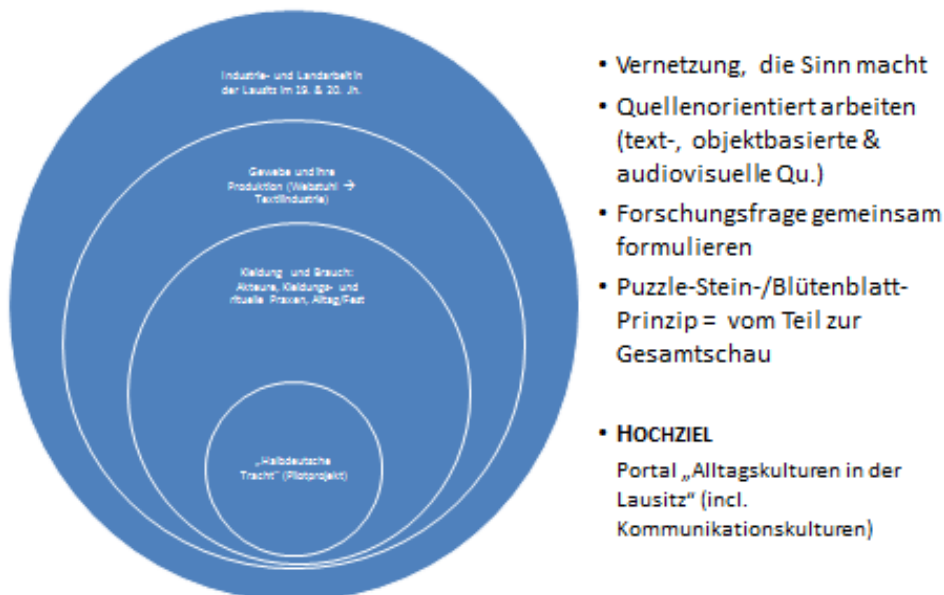 Industrie- und Landarbeit in
der Lausitz im 19. & 20. Jh.
Gewebe und ihre
Produktion (Webstuhl →
Textilindustrie)
Kleidung und Brauch:
Akteure, Kleidungs- und
rituelle Praxen, Alltag/Fest
„Halbdeutsche
Tracht“ (Pilotprojekt)
• Vernetzung, die Sinn macht
• Quellenorientiert arbeiten
(text-, objektbasierte &
audiovisuelle Qu.)
• Forschungsfrage gemeinsam
formulieren
• Puzzle-Stein-/Blütenblatt-
Prinzip = vom Teil zur
Gesamtschau
• HOCHZIEL
Portal „Alltagskulturen in der
Lausitz“ (incl.
Kommunikationskulturen)